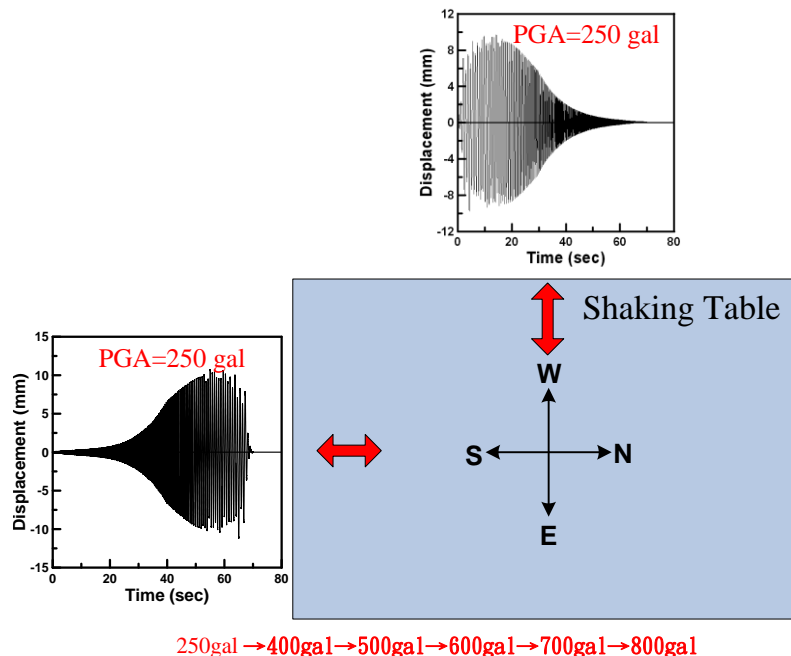 PGA=250 gal
12
8
4
0
-4
-8
-12
0 20 40 60 80
Displacement (mm)
Time (sec)
Shaking Table
W
S N
E
PGA=250 gal
15
10
5
0
-5
-10
-15
0 20 40 60 80
Displacement (mm)
Time (sec)
250gal→400gal→500gal→600gal→700gal→800gal